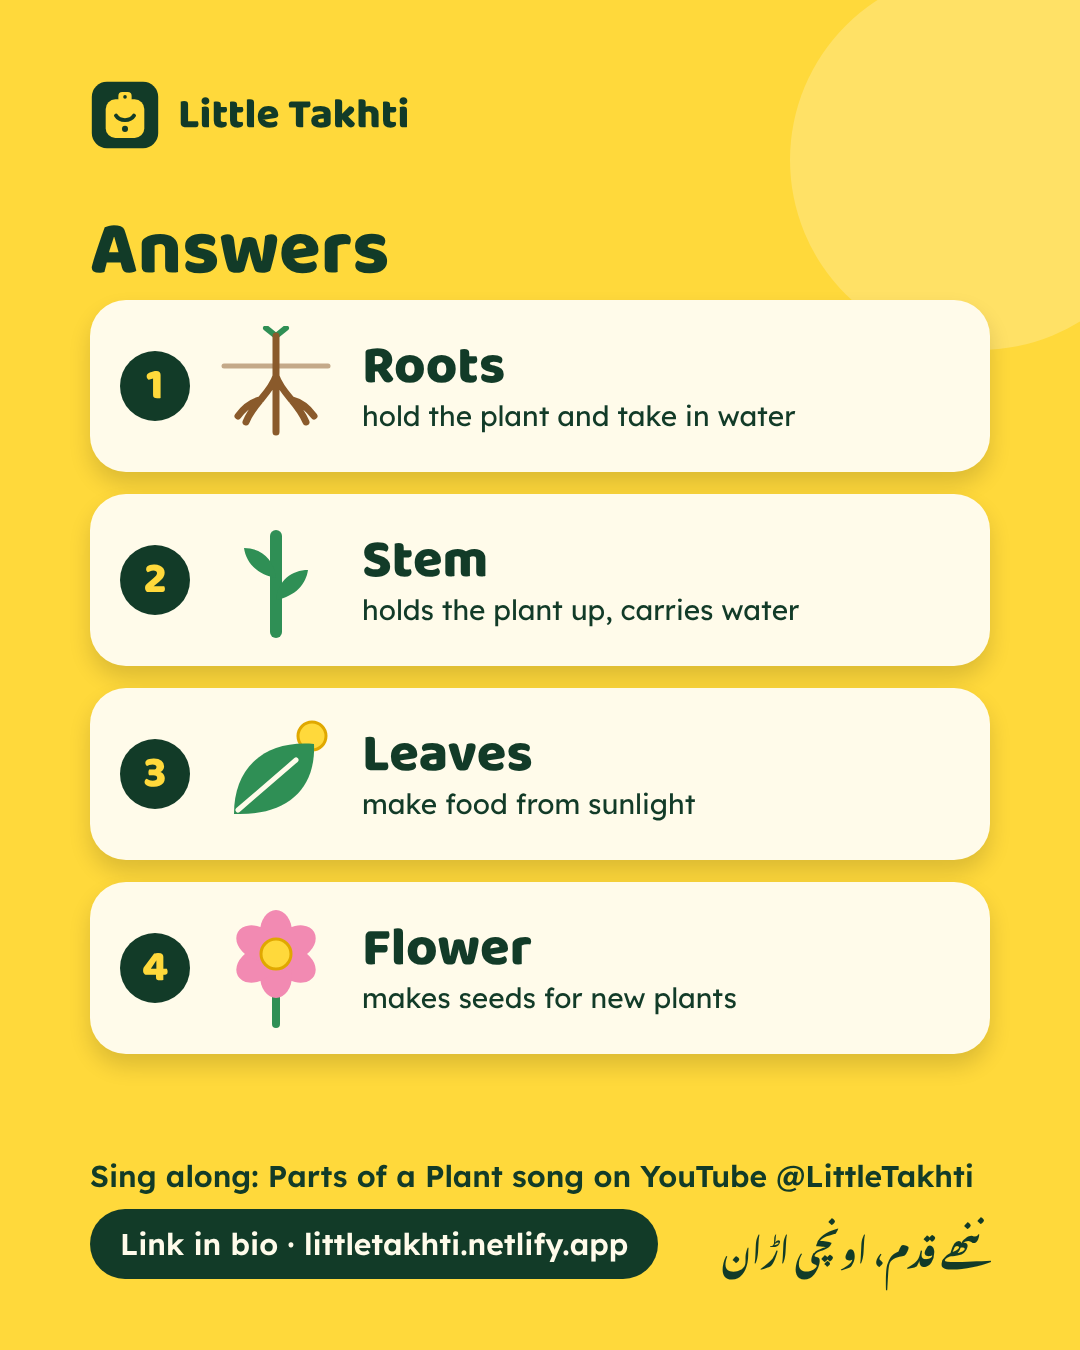 Little Takhti
Answers
1
Roots
hold the plant and take in water
2
Stem
holds the plant up, carries water
3
Leaves
make food from sunlight
4
Flower
makes seeds for new plants
Sing along: Parts of a Plant song on YouTube @LittleTakhti
Link in bio · littletakhti.netlify.app
ننھے قدم، اونچی اڑان